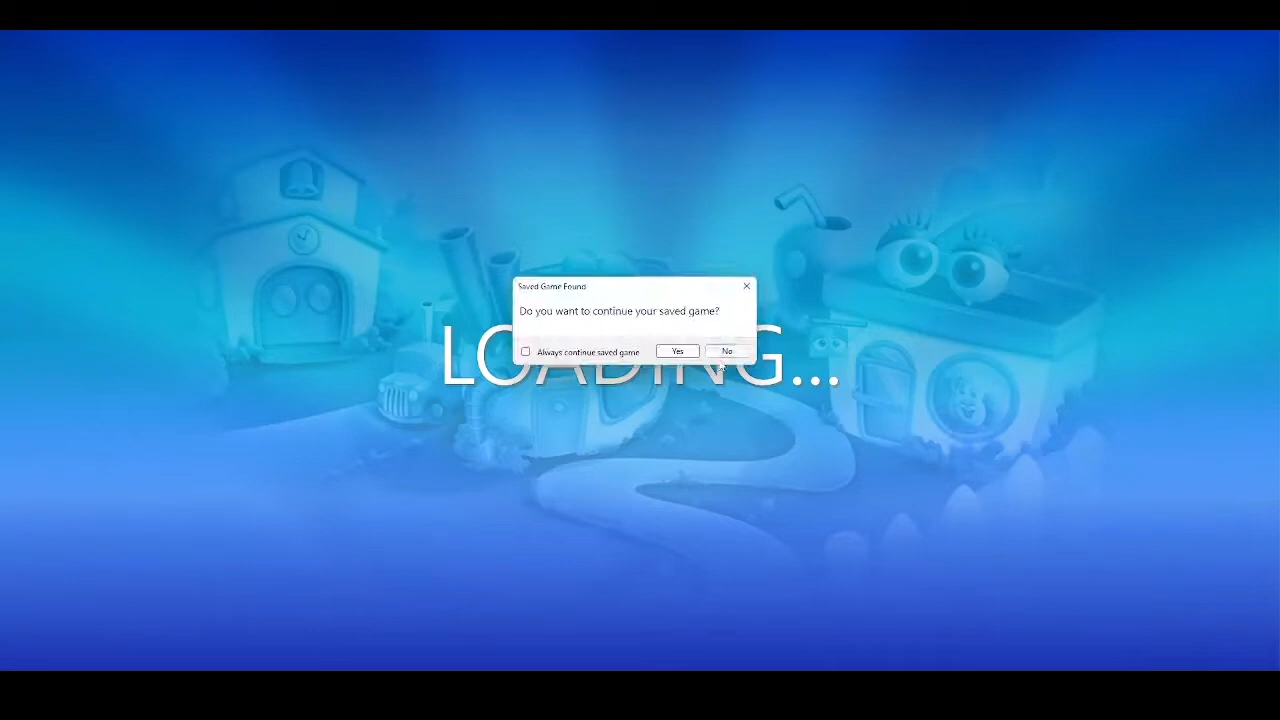 Saved Game Found
Do you want to continue your saved game?
Always continue saved game
Yes
No
LOADING...